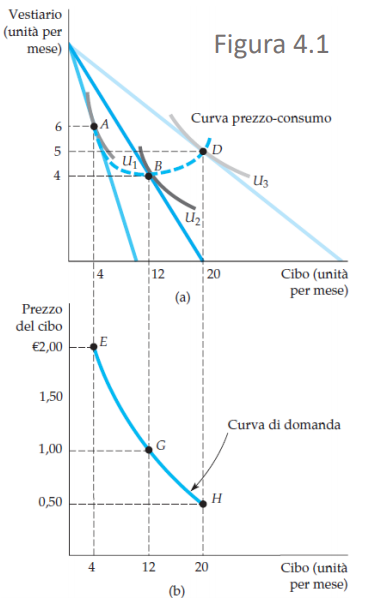 Vestiario
(unità per
mese)
Figura 4.1
Curva prezzo-consumo
6
A
5
D
4
U1
B
U3
U2
4
12
20
Cibo (unità
per mese)
(a)
Prezzo
del cibo
€2,00
E
1,50
Curva di domanda
1,00
G
0,50
H
4
12
20
Cibo (unità
per mese)
(b)